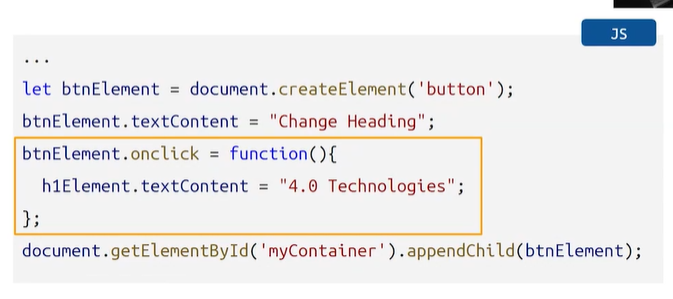 JS
...
let btnElement = document.createElement('button');
btnElement.textContent = "Change Heading";
btnElement.onclick = function(){
h1Element.textContent = "4.0 Technologies";
};
document.getElementById('myContainer').appendChild(btnElement);